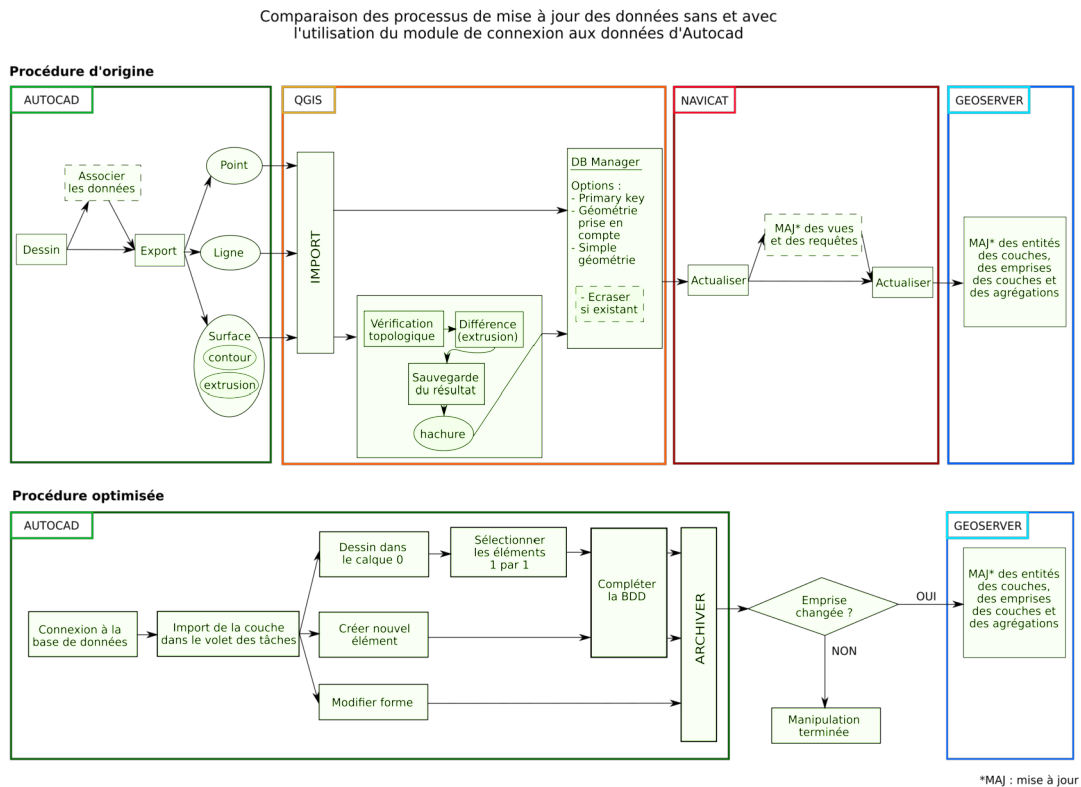 Comparaison des processus de mise à jour des données sans et avec
l'utilisation du module de connexion aux données d'Autocad
Procédure d'origine
AUTOCAD
QGIS
NAVICAT
GEOSERVER
Associer
les données
Dessin
Export
Point
Ligne
Surface
contour
extrusion
IMPORT
Vérification
topologique
Différence
(extrusion)
Sauvegarde
du résultat
hachure
DB Manager
Options :
- Primary key
- Géométrie
prise en
compte
- Simple
géométrie
- Ecraser
si existant
Actualiser
MAJ* des vues
et des requêtes
Actualiser
MAJ* des entités
des couches,
des emprises
des couches et
des agrégations
Procédure optimisée
AUTOCAD
GEOSERVER
Connexion à la
base de données
Import de la couche
dans le volet des tâches
Dessin dans
le calque 0
Sélectionner
les éléments
1 par 1
Créer nouvel
élément
Modifier forme
Compléter
la BDD
ARCHIVER
Emprise
changée ?
OUI
NON
Manipulation
terminée
MAJ* des entités
des couches,
des emprises
des couches et
des agrégations
*MAJ : mise à jour